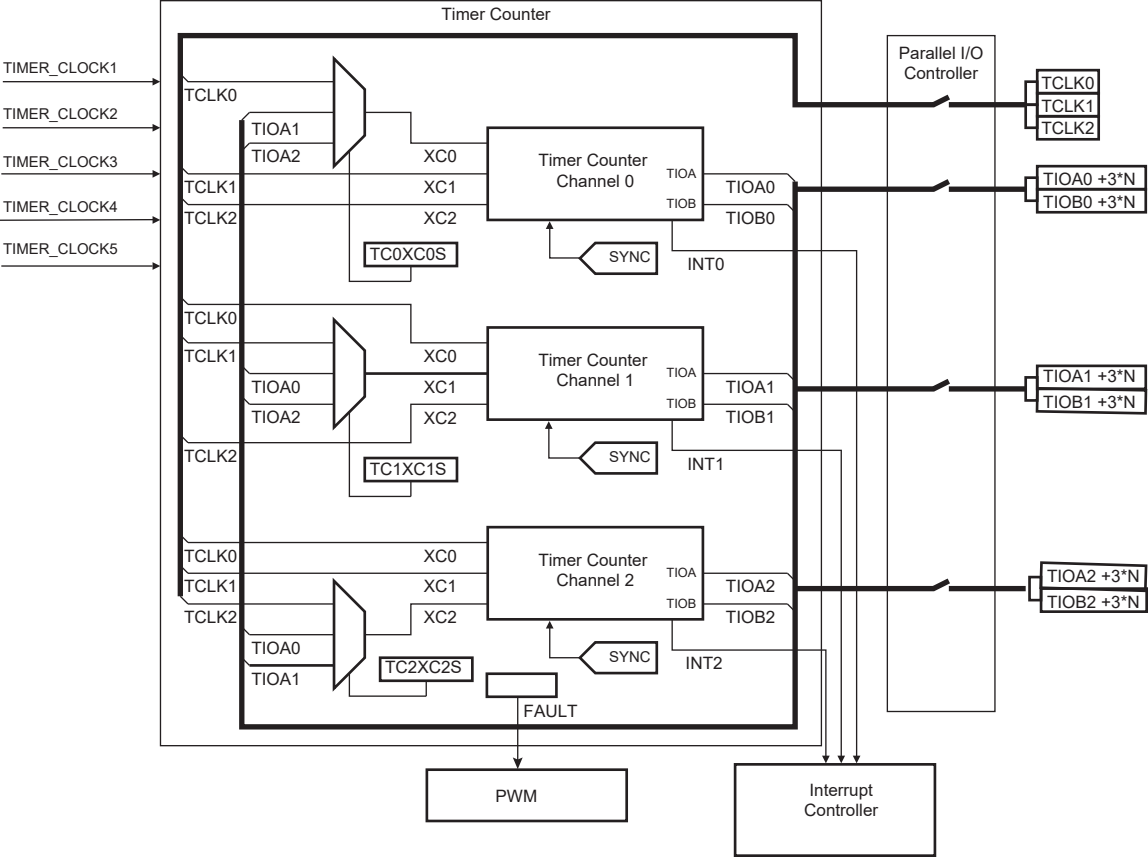 Timer Counter
TIMER_CLOCK1
TIMER_CLOCK2
TIMER_CLOCK3
TIMER_CLOCK4
TIMER_CLOCK5
TCLK0
TIOA1
TIOA2
TCLK1
TCLK2
XC0
XC1
XC2
TC0XC0S
Timer Counter
Channel 0
TIOA
TIOB
TIOA0
TIOB0
SYNC
INT0
TCLK0
TCLK1
TIOA0
TIOA2
TCLK2
XC0
XC1
XC2
TC1XC1S
Timer Counter
Channel 1
TIOA
TIOB
TIOA1
TIOB1
SYNC
INT1
TCLK0
TCLK1
TCLK2
TIOA0
TIOA1
XC0
XC1
XC2
TC2XC2S
Timer Counter
Channel 2
TIOA
TIOB
TIOA2
TIOB2
SYNC
INT2
FAULT
PWM
Interrupt
Controller
Parallel I/O
Controller
TCLK0
TCLK1
TCLK2
TIOA0 +3*N
TIOB0 +3*N
TIOA1 +3*N
TIOB1 +3*N
TIOA2 +3*N
TIOB2 +3*N